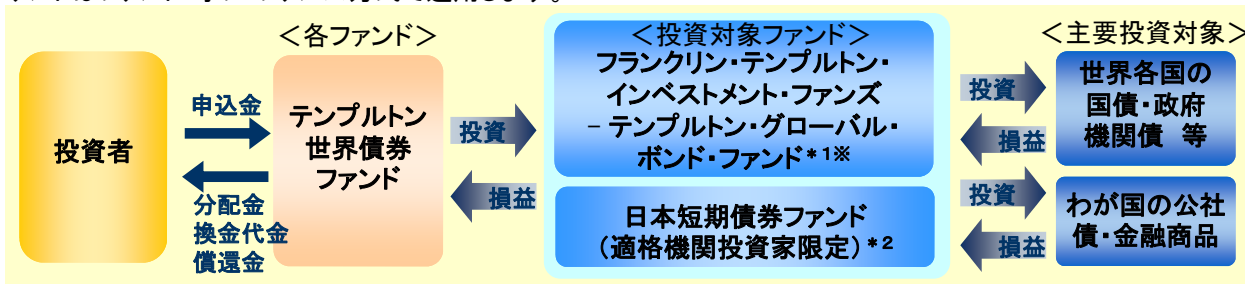 ＜各ファンド＞
＜投資対象ファンド＞
＜主要投資対象＞
投資者
申込金
分配金
換金代金
償還金
テンプルトン
世界債券
ファンド
投資
損益
フランクリン・テンプルトン・
インベストメント・ファンズ
－テンプルトン・グローバル・
ボンド・ファンド*1※
日本短期債券ファンド
（適格機関投資家限定）*2
投資
損益
投資
損益
世界各国の
国債・政府
機関債 等
わが国の公社
債・金融商品